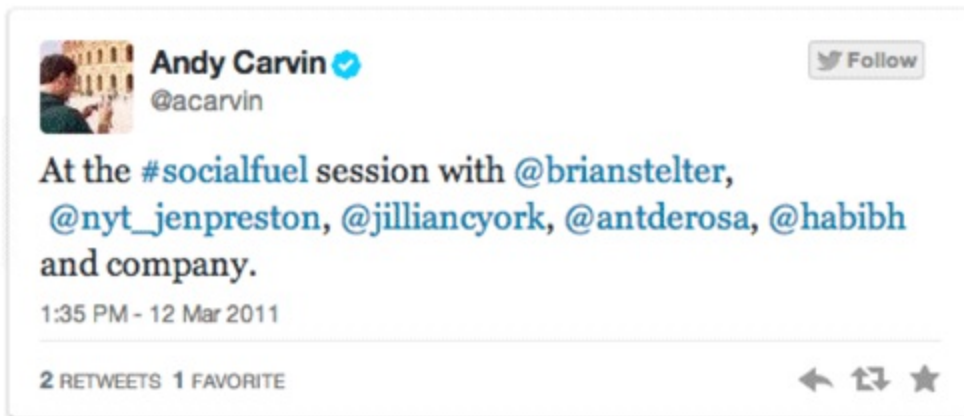 Andy Carvin
Follow
@acarvin
At the #socialfuel session with @brianstelter,
@nyt_jenpreston, @jilliancyork, @antderosa, @habibh
and company.
1:35 PM - 12 Mar 2011
2 RETWEETS 1 FAVORITE